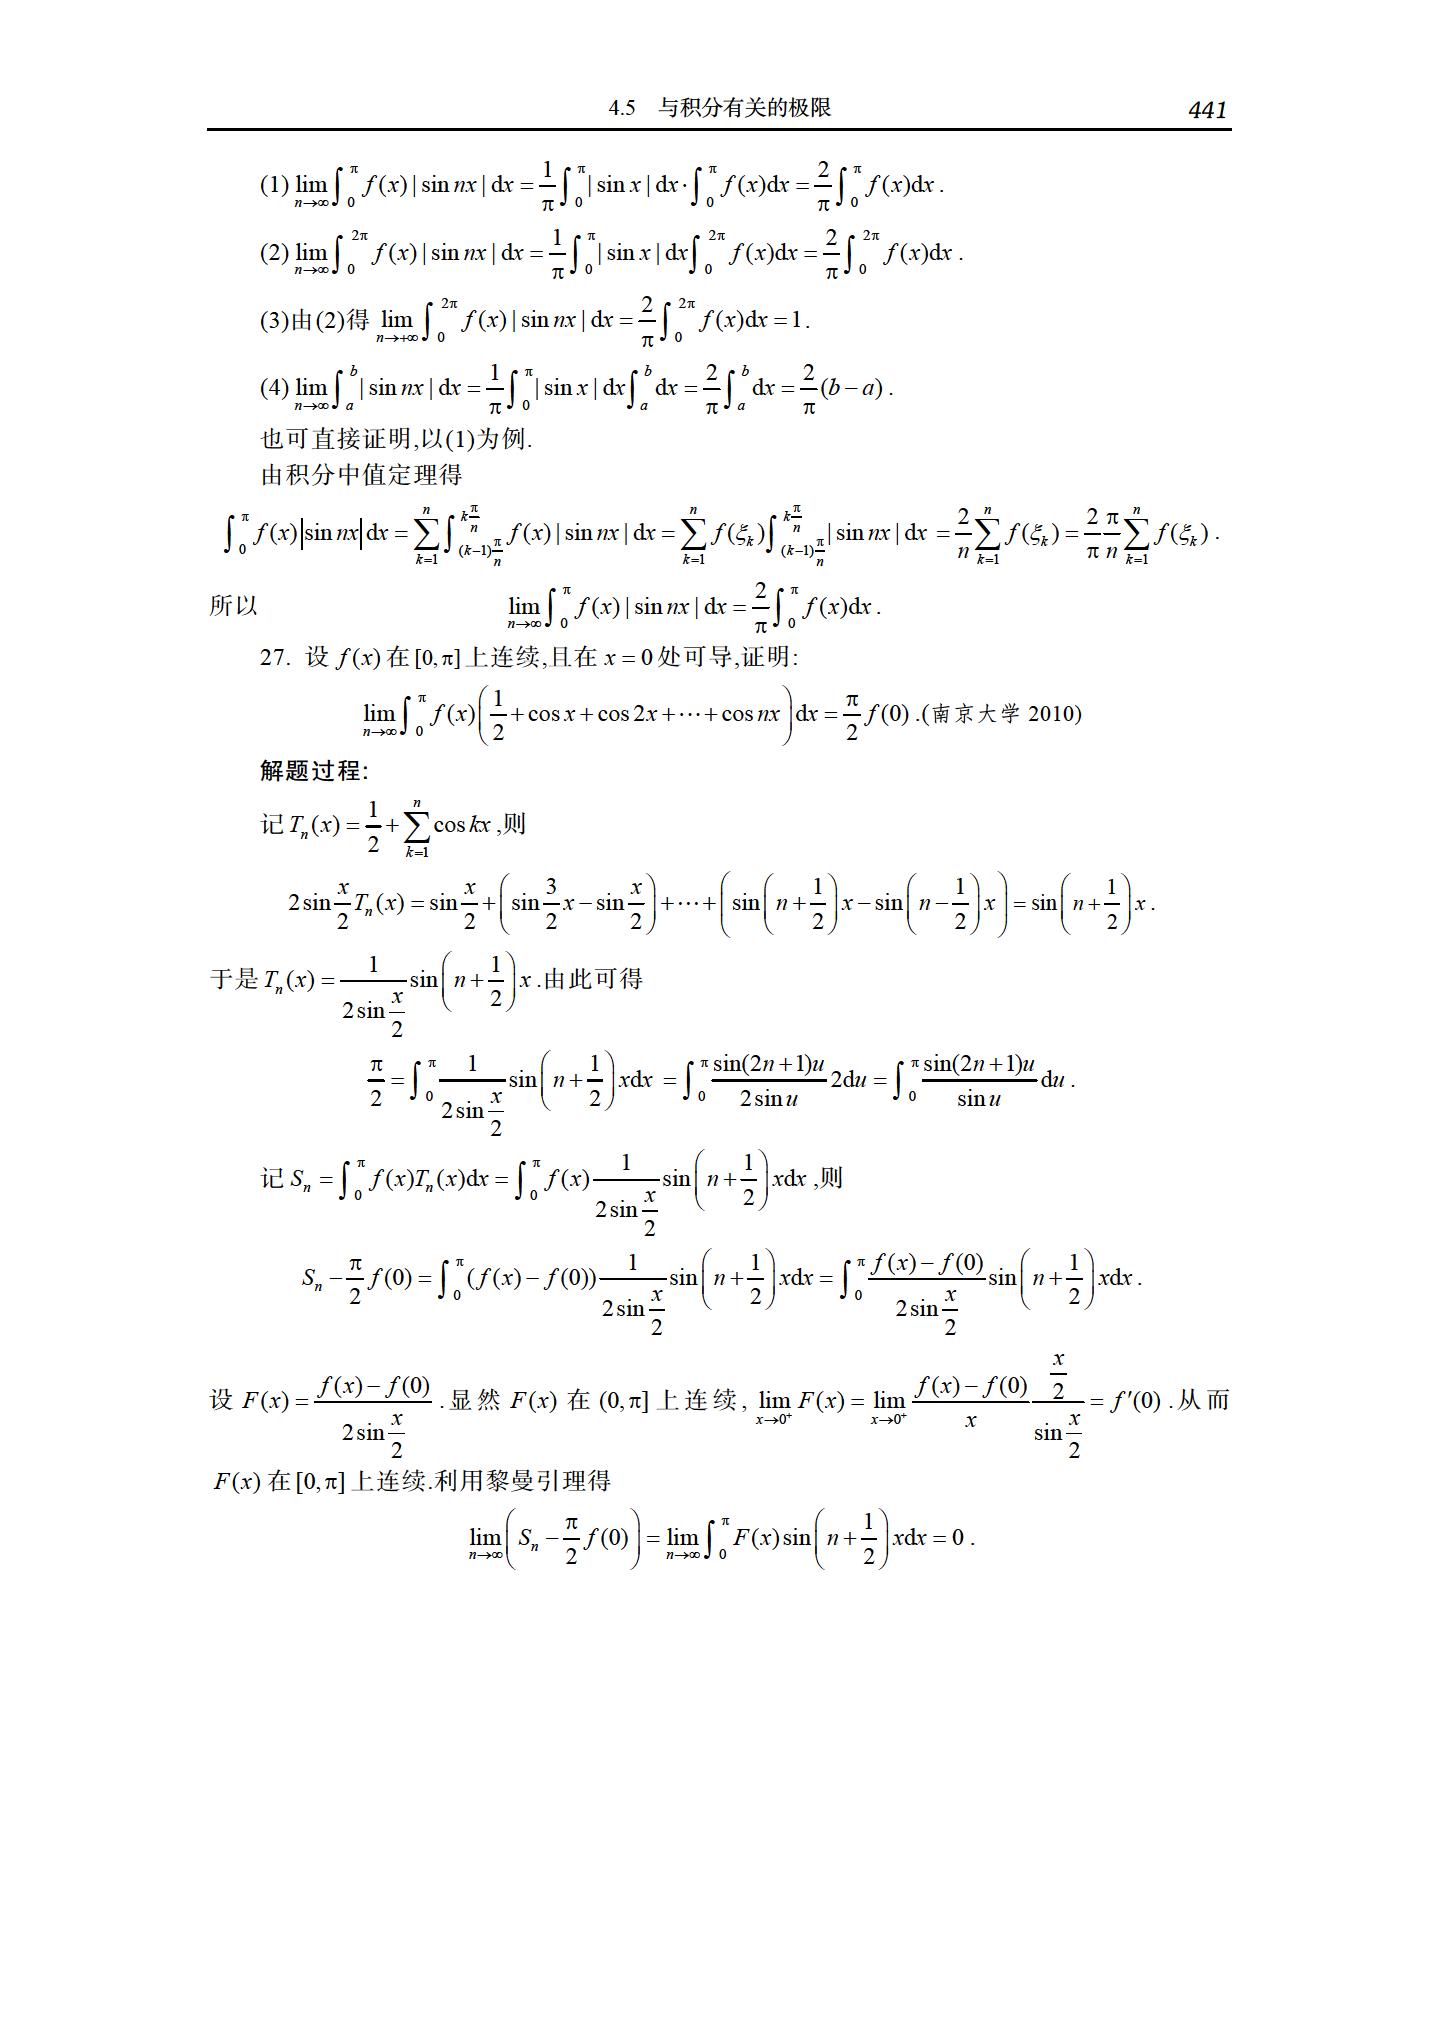 4.5 与积分有关的极限 441
(1) $\lim_{n\to\infty}\int_0^{\pi} f(x)|\sin nx|\,dx=\frac{1}{\pi}\int_0^{\pi}|\sin x|\,dx\cdot\int_0^{\pi} f(x)dx=\frac{2}{\pi}\int_0^{\pi} f(x)dx$.
(2) $\lim_{n\to\infty}\int_0^{2\pi} f(x)|\sin nx|\,dx=\frac{1}{\pi}\int_0^{\pi}|\sin x|\,dx\int_0^{2\pi} f(x)dx=\frac{2}{\pi}\int_0^{2\pi} f(x)dx$.
(3)由(2)得 $\lim_{n\to+\infty}\int_0^{2\pi} f(x)|\sin nx|\,dx=\frac{2}{\pi}\int_0^{2\pi} f(x)dx=1$.
(4) $\lim_{n\to\infty}\int_a^b|\sin nx|\,dx=\frac{1}{\pi}\int_0^{\pi}|\sin x|\,dx\int_a^b dx=\frac{2}{\pi}\int_a^b dx=\frac{2}{\pi}(b-a)$.
也可直接证明,以(1)为例.
由积分中值定理得
$\int_0^{\pi} f(x)|\sin nx|\,dx=\sum_{k=1}^{n}\int_{(k-1)\frac{\pi}{n}}^{k\frac{\pi}{n}} f(x)|\sin nx|\,dx=\sum_{k=1}^{n} f(\xi_k)\int_{(k-1)\frac{\pi}{n}}^{k\frac{\pi}{n}}|\sin nx|\,dx=\frac{2}{n}\sum_{k=1}^{n} f(\xi_k)=\frac{2}{\pi}\frac{\pi}{n}\sum_{k=1}^{n} f(\xi_k)$.
所以 $\lim_{n\to\infty}\int_0^{\pi} f(x)|\sin nx|\,dx=\frac{2}{\pi}\int_0^{\pi} f(x)dx$.
27. 设 $f(x)$ 在 $[0,\pi]$ 上连续,且在 $x=0$ 处可导,证明:
$\lim_{n\to\infty}\int_0^{\pi} f(x)\left(\frac{1}{2}+\cos x+\cos 2x+\cdots+\cos nx\right)dx=\frac{\pi}{2}f(0)$.(南京大学 2010)
解题过程:
记 $T_n(x)=\frac{1}{2}+\sum_{k=1}^{n}\cos kx$,则
$2\sin\frac{x}{2}T_n(x)=\sin\frac{x}{2}+\left(\sin\frac{3}{2}x-\sin\frac{x}{2}\right)+\cdots+\left(\sin\left(n+\frac{1}{2}\right)x-\sin\left(n-\frac{1}{2}\right)x\right)=\sin\left(n+\frac{1}{2}\right)x$.
于是 $T_n(x)=\frac{1}{2\sin\frac{x}{2}}\sin\left(n+\frac{1}{2}\right)x$.由此可得
$\frac{\pi}{2}=\int_0^{\pi}\frac{1}{2\sin\frac{x}{2}}\sin\left(n+\frac{1}{2}\right)xdx=\int_0^{\pi}\frac{\sin(2n+1)u}{2\sin u}2du=\int_0^{\pi}\frac{\sin(2n+1)u}{\sin u}du$.
记 $S_n=\int_0^{\pi} f(x)T_n(x)dx=\int_0^{\pi} f(x)\frac{1}{2\sin\frac{x}{2}}\sin\left(n+\frac{1}{2}\right)xdx$,则
$S_n-\frac{\pi}{2}f(0)=\int_0^{\pi}(f(x)-f(0))\frac{1}{2\sin\frac{x}{2}}\sin\left(n+\frac{1}{2}\right)xdx=\int_0^{\pi}\frac{f(x)-f(0)}{2\sin\frac{x}{2}}\sin\left(n+\frac{1}{2}\right)xdx$.
设 $F(x)=\frac{f(x)-f(0)}{2\sin\frac{x}{2}}$.显然 $F(x)$ 在 $(0,\pi]$ 上连续, $\lim_{x\to0^+}F(x)=\lim_{x\to0^+}\frac{f(x)-f(0)}{x}\frac{\frac{x}{2}}{\sin\frac{x}{2}}=f'(0)$.从而
$F(x)$ 在 $[0,\pi]$ 上连续.利用黎曼引理得
$\lim_{n\to\infty}\left(S_n-\frac{\pi}{2}f(0)\right)=\lim_{n\to\infty}\int_0^{\pi}F(x)\sin\left(n+\frac{1}{2}\right)xdx=0$.